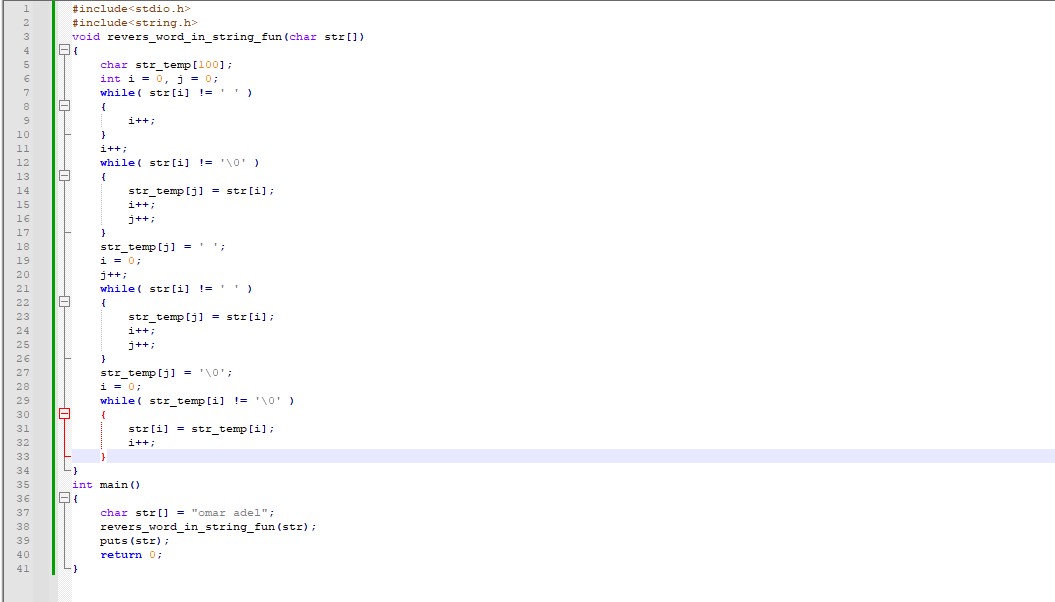 1 #include<stdio.h>
2 #include<string.h>
3 void revers_word_in_string_fun(char str[])
4 {
5     char str_temp[100];
6     int i = 0, j = 0;
7     while( str[i] != ' ' )
8     {
9         i++;
10     }
11     i++;
12     while( str[i] != '\0' )
13     {
14         str_temp[j] = str[i];
15         i++;
16         j++;
17     }
18     str_temp[j] = ' ';
19     i = 0;
20     j++;
21     while( str[i] != ' ' )
22     {
23         str_temp[j] = str[i];
24         i++;
25         j++;
26     }
27     str_temp[j] = '\0';
28     i = 0;
29     while( str_temp[i] != '\0' )
30     {
31         str[i] = str_temp[i];
32         i++;
33     }
34 }
35 int main()
36 {
37     char str[] = "omar adel";
38     revers_word_in_string_fun(str);
39     puts(str);
40     return 0;
41 }